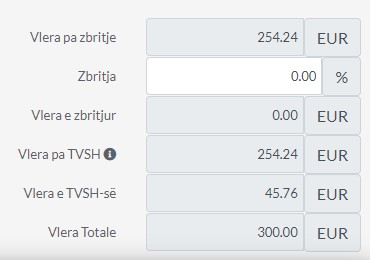 Vlera pa zbritje 254.24 EUR
Zbritja 0.00 %
Vlera e zbritjur 0.00 EUR
Vlera pa TVSH 254.24 EUR
Vlera e TVSH-së 45.76 EUR
Vlera Totale 300.00 EUR